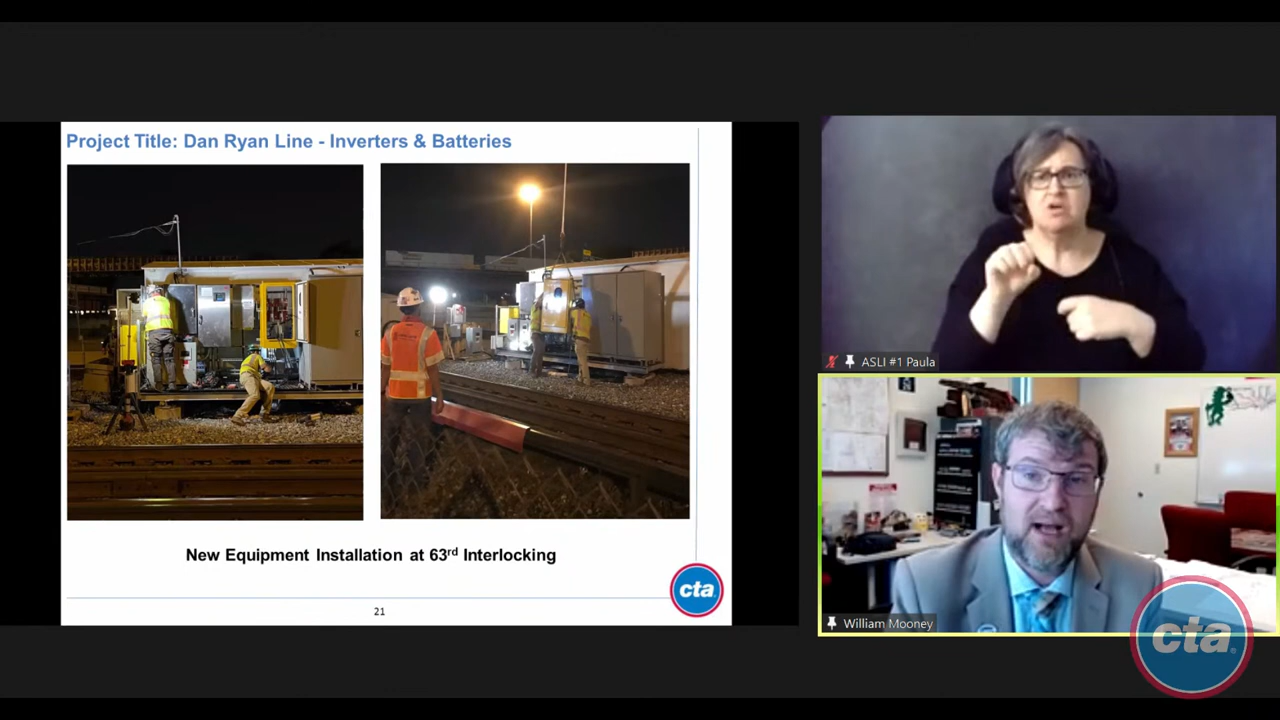 Project Title: Dan Ryan Line - Inverters & Batteries
New Equipment Installation at 63rd Interlocking
cta
21
ASLI #1 Paula
William Mooney
cta